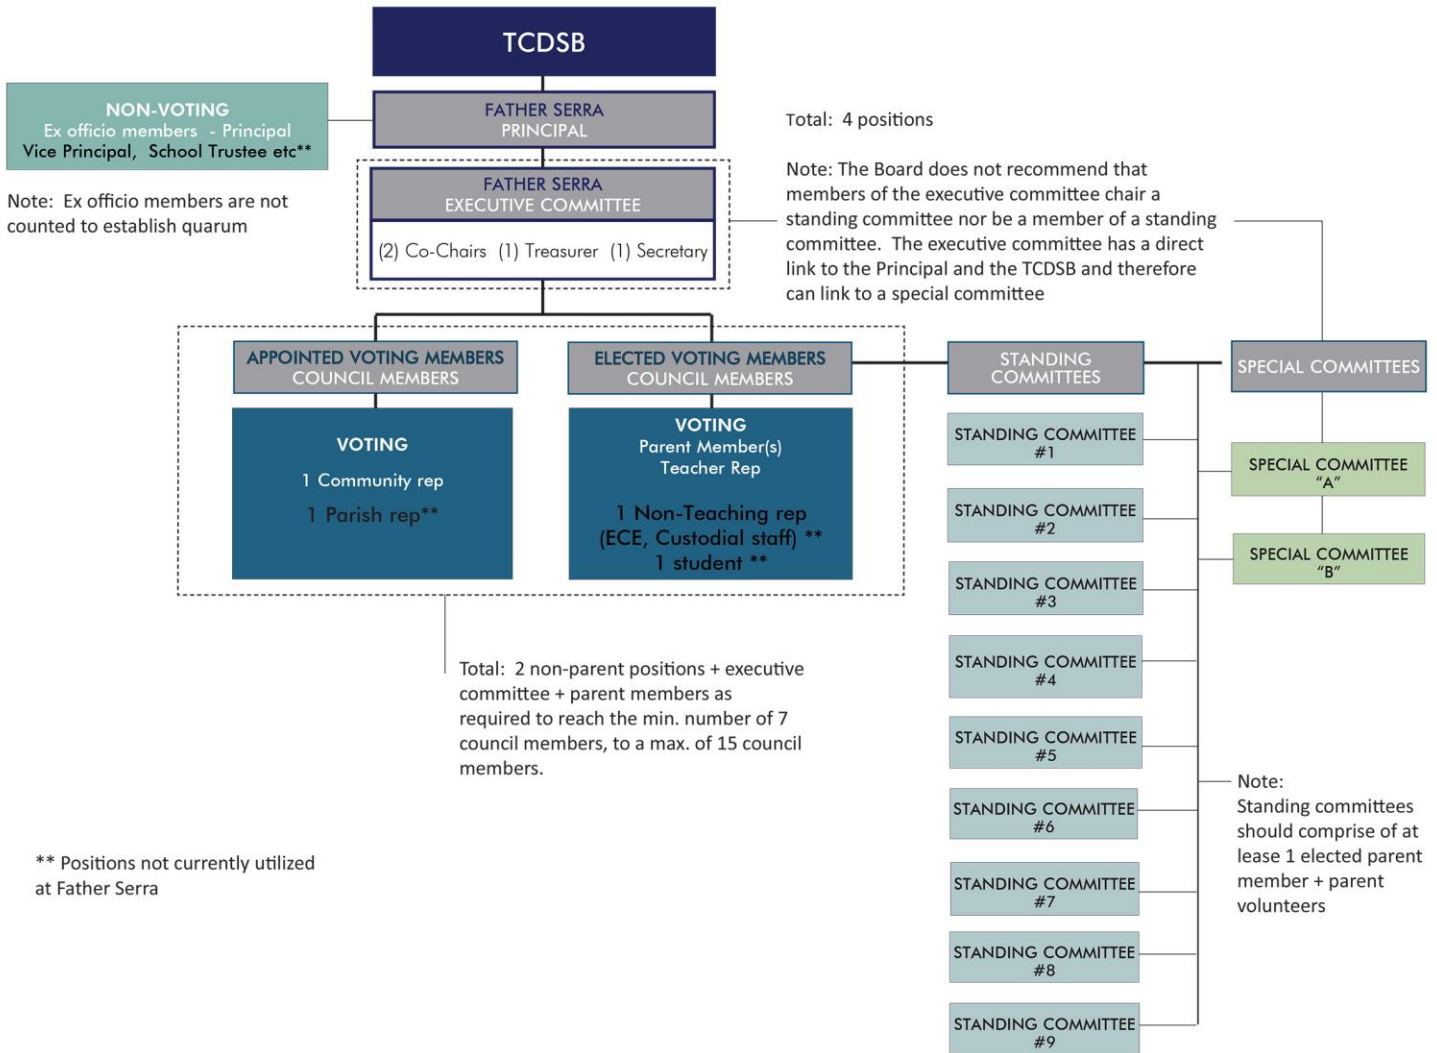 TCDSB
NON-VOTING
Ex officio members - Principal
Vice Principal, School Trustee etc**
Note: Ex officio members are not
counted to establish quarum
FATHER SERRA
PRINCIPAL
FATHER SERRA
EXECUTIVE COMMITTEE
(2) Co-Chairs (1) Treasurer (1) Secretary
Total: 4 positions
Note: The Board does not recommend that
members of the executive committee chair a
standing committee nor be a member of a standing
committee. The executive committee has a direct
link to the Principal and the TCDSB and therefore
can link to a special committee
APPOINTED VOTING MEMBERS
COUNCIL MEMBERS
VOTING
1 Community rep
1 Parish rep**
ELECTED VOTING MEMBERS
COUNCIL MEMBERS
VOTING
Parent Member(s)
Teacher Rep
1 Non-Teaching rep
(ECE, Custodial staff) **
1 student **
Total: 2 non-parent positions + executive
committee + parent members as
required to reach the min. number of 7
council members, to a max. of 15 council
members.
STANDING
COMMITTEES
STANDING COMMITTEE
#1
STANDING COMMITTEE
#2
STANDING COMMITTEE
#3
STANDING COMMITTEE
#4
STANDING COMMITTEE
#5
STANDING COMMITTEE
#6
STANDING COMMITTEE
#7
STANDING COMMITTEE
#8
STANDING COMMITTEE
#9
SPECIAL COMMITTEES
SPECIAL COMMITTEE
"A"
SPECIAL COMMITTEE
"B"
Note:
Standing committees
should comprise of at
lease 1 elected parent
member + parent
volunteers
** Positions not currently utilized
at Father Serra